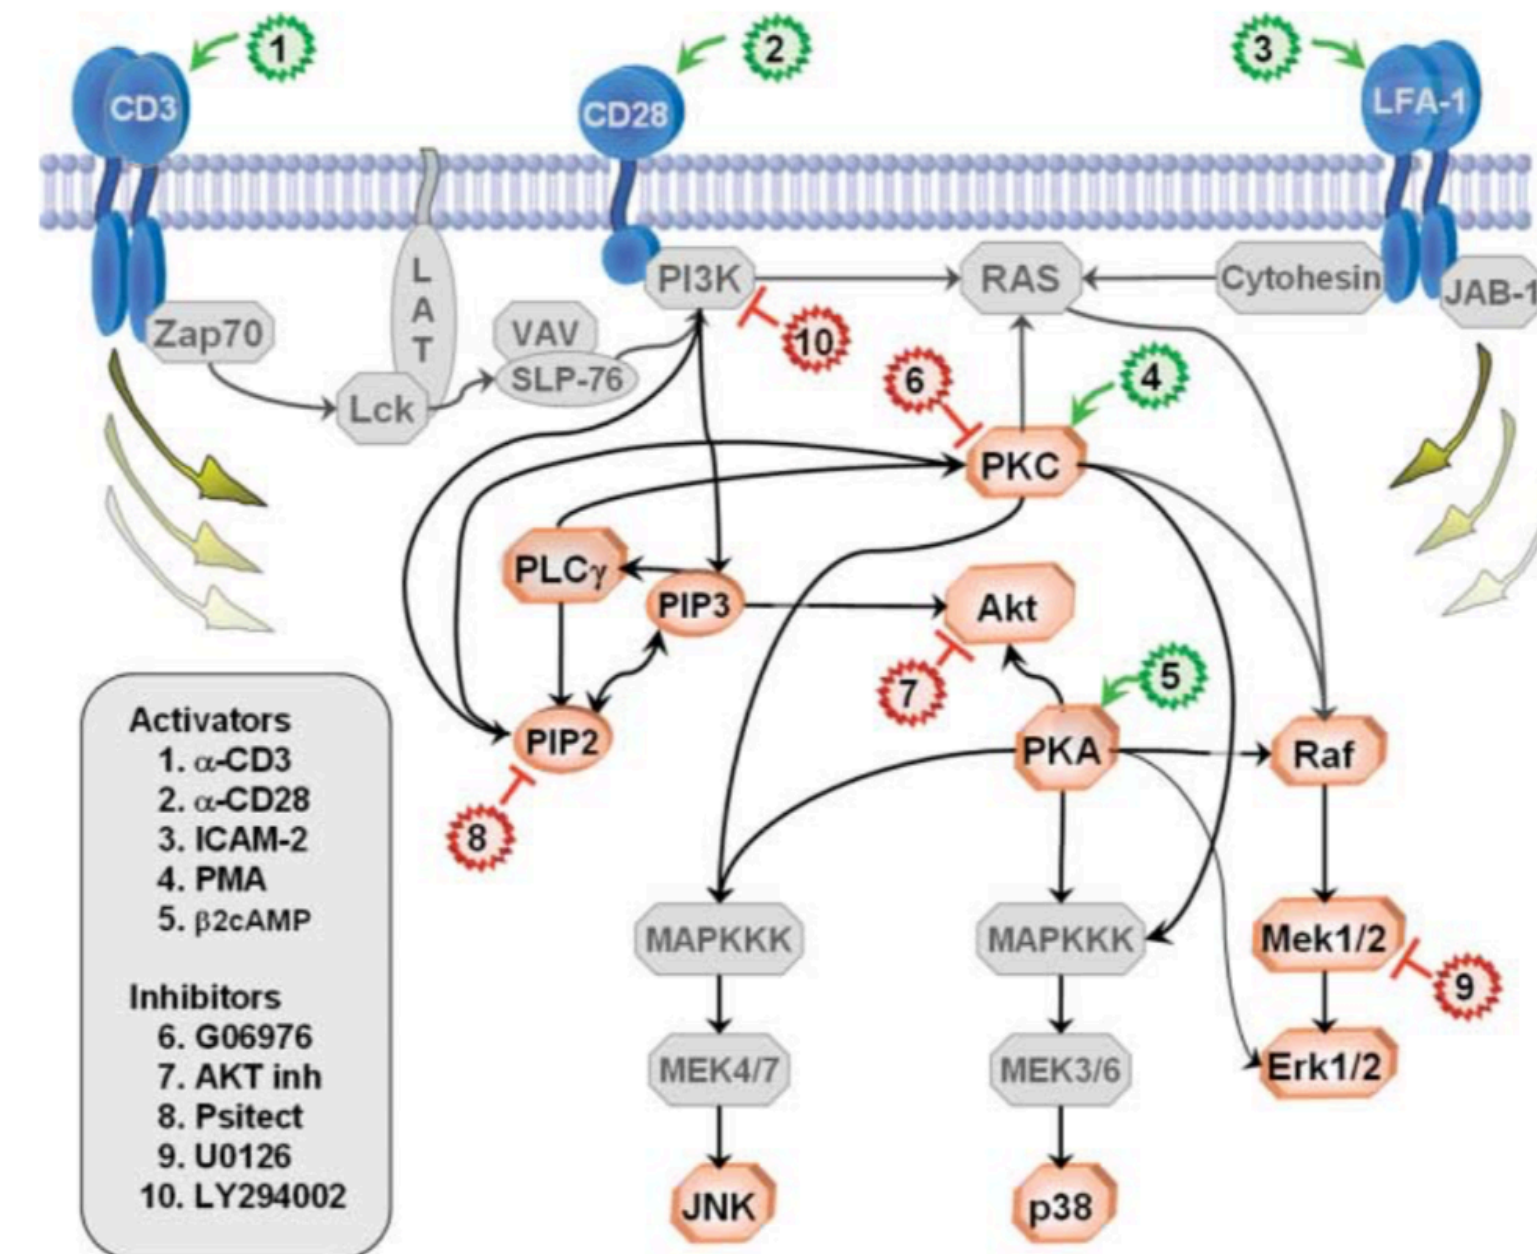 1
2
3
CD3
CD28
LFA-1
PI3K
RAS
Cytohesin
JAB-1
L
A
T
Zap70
VAV
SLP-76
Lck
10
6
4
PKC
PLCγ
PIP3
Akt
7
5
PIP2
PKA
Raf
8
MAPKKK
MAPKKK
Mek1/2
9
MEK4/7
MEK3/6
Erk1/2
JNK
p38
Activators
1. α-CD3
2. α-CD28
3. ICAM-2
4. PMA
5. β2cAMP
Inhibitors
6. G06976
7. AKT inh
8. Psitect
9. U0126
10. LY294002